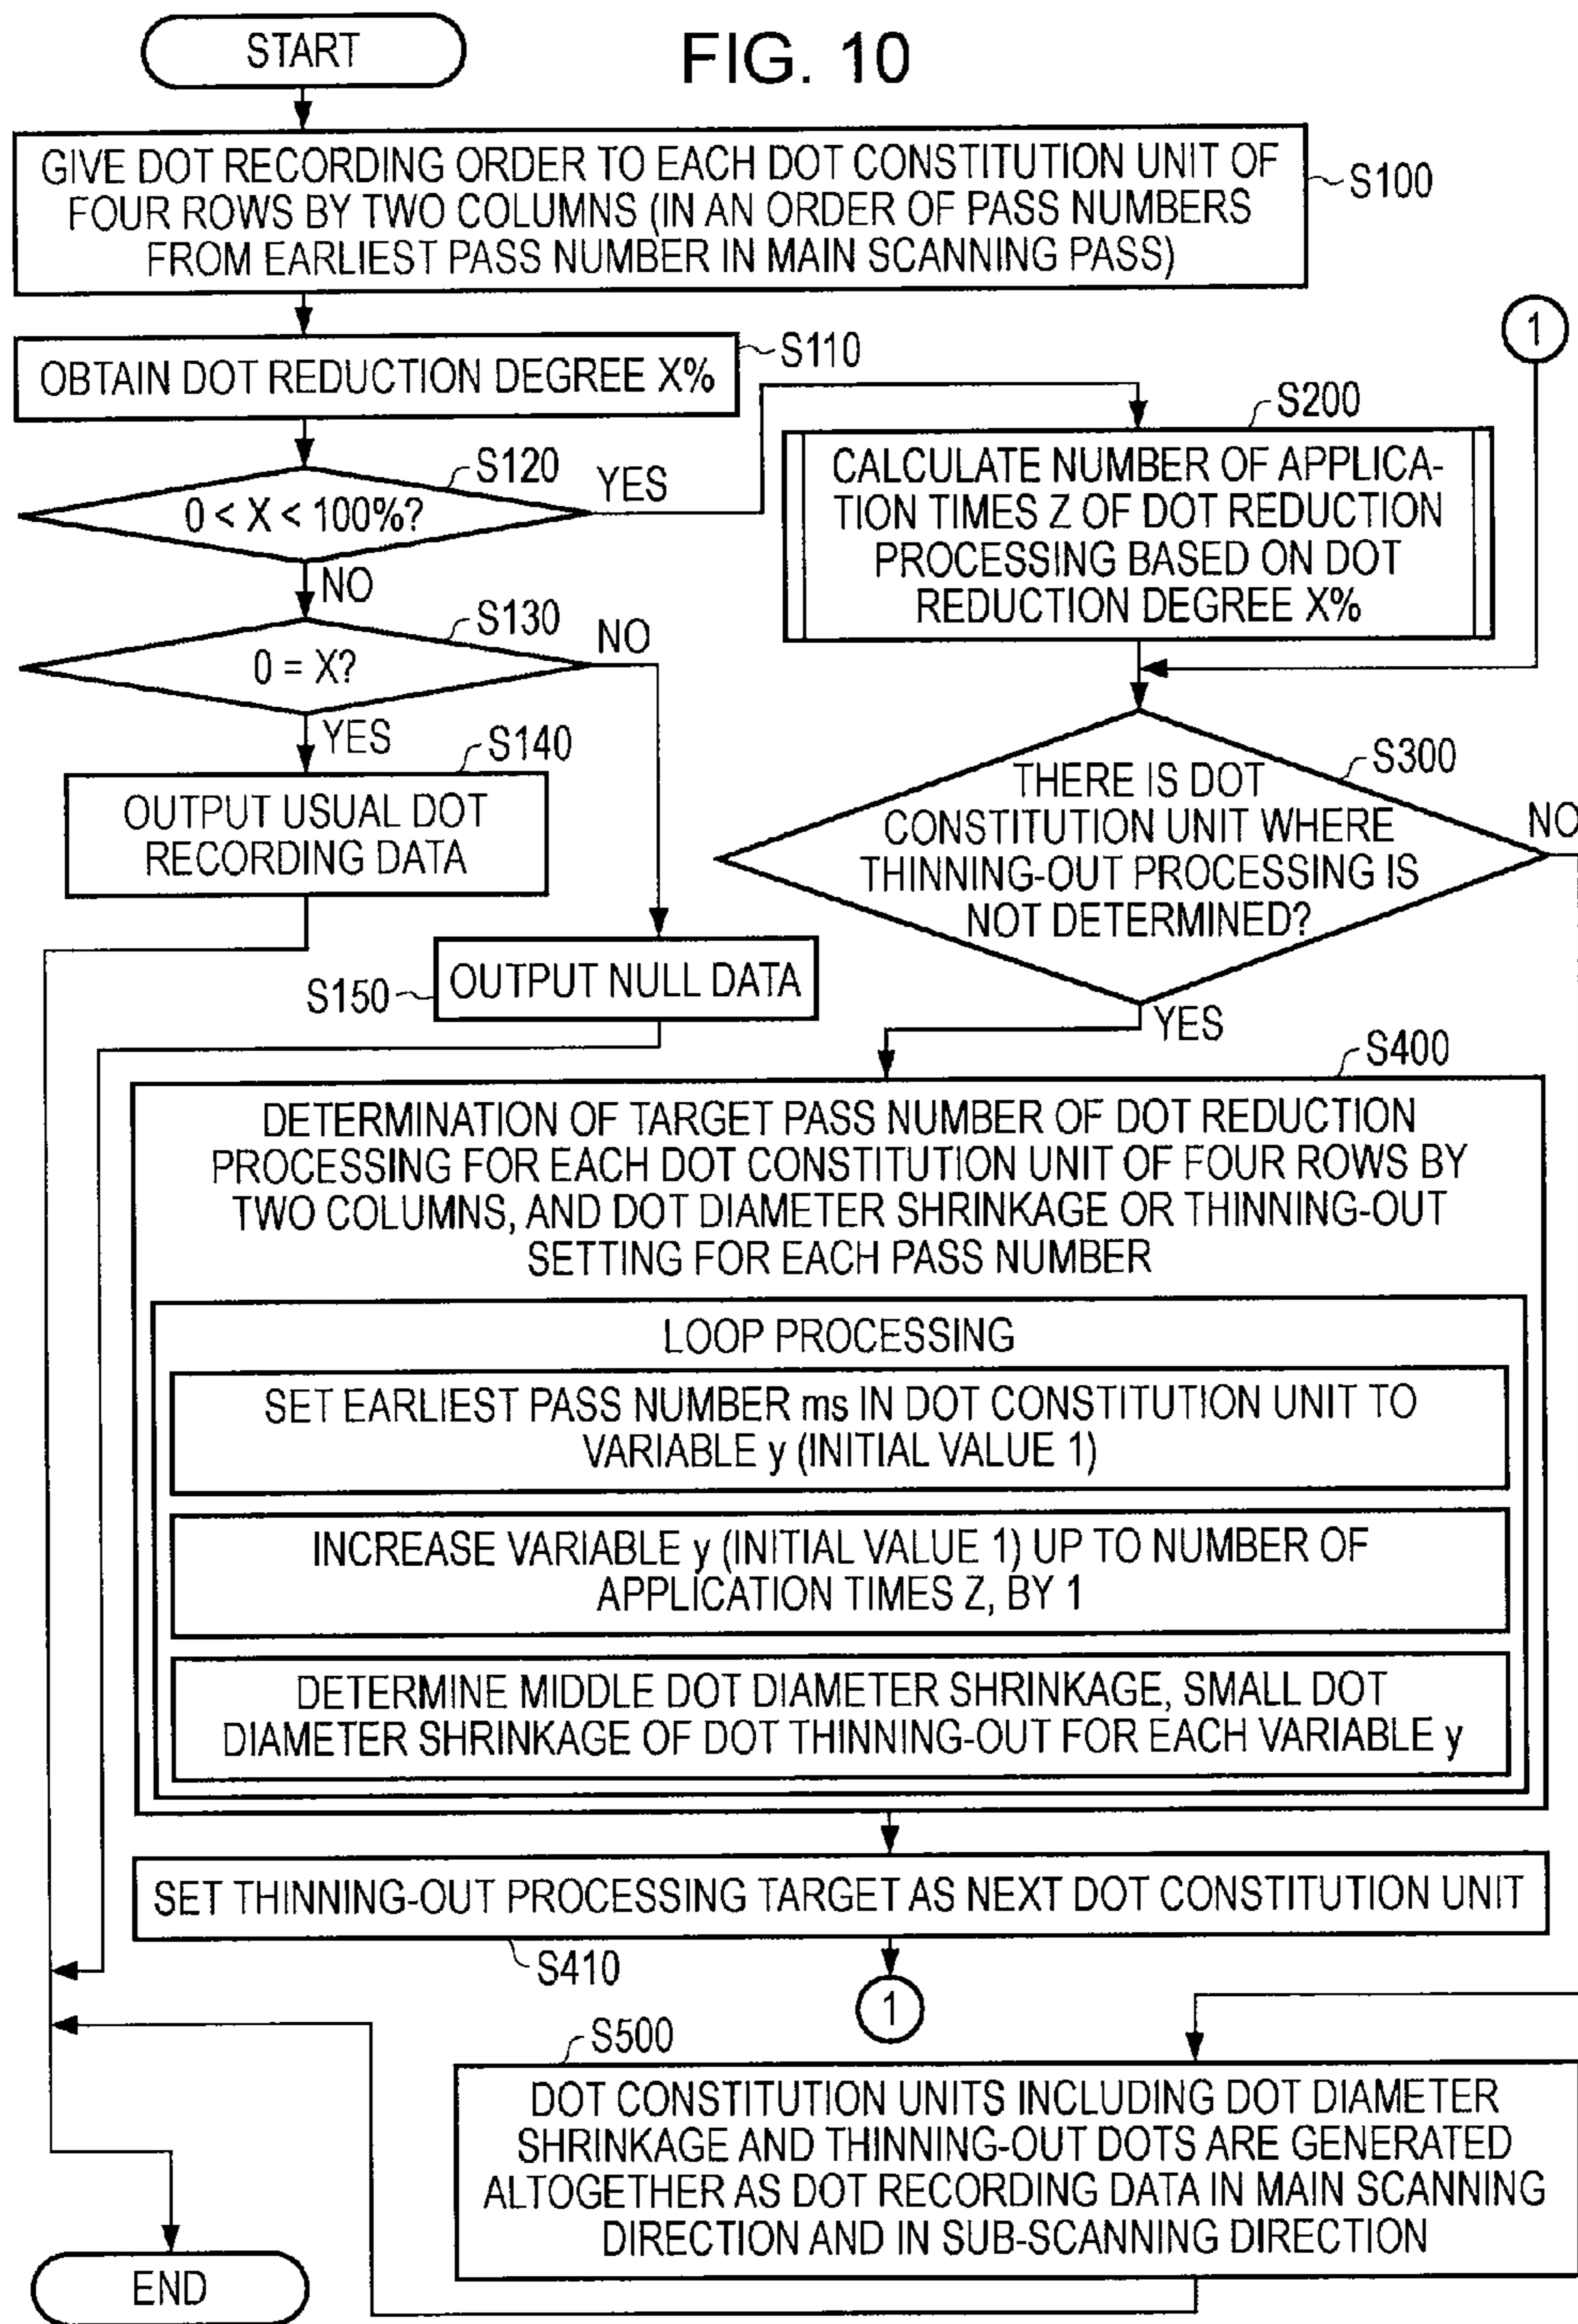 START
FIG. 10
GIVE DOT RECORDING ORDER TO EACH DOT CONSTITUTION UNIT OF
FOUR ROWS BY TWO COLUMNS (IN AN ORDER OF PASS NUMBERS
FROM EARLIEST PASS NUMBER IN MAIN SCANNING PASS)
S100
1
OBTAIN DOT REDUCTION DEGREE X%
S110
0 < X < 100%?
S120
YES
NO
S200
CALCULATE NUMBER OF APPLICA-
TION TIMES Z OF DOT REDUCTION
PROCESSING BASED ON DOT
REDUCTION DEGREE X%
0 = X?
S130
NO
YES
S140
OUTPUT USUAL DOT
RECORDING DATA
S150
OUTPUT NULL DATA
S300
THERE IS DOT
CONSTITUTION UNIT WHERE
THINNING-OUT PROCESSING IS
NOT DETERMINED?
NO
YES
S400
DETERMINATION OF TARGET PASS NUMBER OF DOT REDUCTION
PROCESSING FOR EACH DOT CONSTITUTION UNIT OF FOUR ROWS BY
TWO COLUMNS, AND DOT DIAMETER SHRINKAGE OR THINNING-OUT
SETTING FOR EACH PASS NUMBER
LOOP PROCESSING
SET EARLIEST PASS NUMBER ms IN DOT CONSTITUTION UNIT TO
VARIABLE y (INITIAL VALUE 1)
INCREASE VARIABLE y (INITIAL VALUE 1) UP TO NUMBER OF
APPLICATION TIMES Z, BY 1
DETERMINE MIDDLE DOT DIAMETER SHRINKAGE, SMALL DOT
DIAMETER SHRINKAGE OF DOT THINNING-OUT FOR EACH VARIABLE y
SET THINNING-OUT PROCESSING TARGET AS NEXT DOT CONSTITUTION UNIT
S410
1
S500
DOT CONSTITUTION UNITS INCLUDING DOT DIAMETER
SHRINKAGE AND THINNING-OUT DOTS ARE GENERATED
ALTOGETHER AS DOT RECORDING DATA IN MAIN SCANNING
DIRECTION AND IN SUB-SCANNING DIRECTION
END